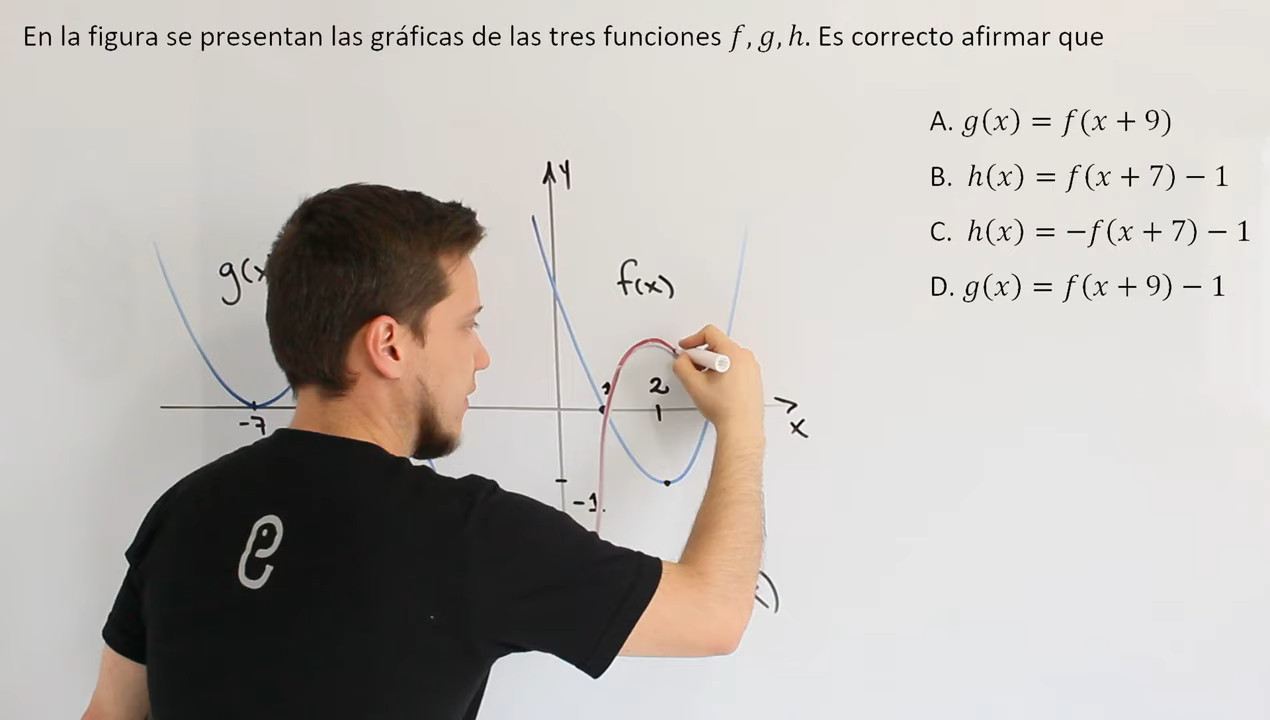 En la figura se presentan las gráficas de las tres funciones f, g, h. Es correcto afirmar que
A. g(x) = f(x + 9)
B. h(x) = f(x + 7) − 1
C. h(x) = −f(x + 7) − 1
D. g(x) = f(x + 9) − 1
y
g(x
f(x)
1
2
-7
x
-1